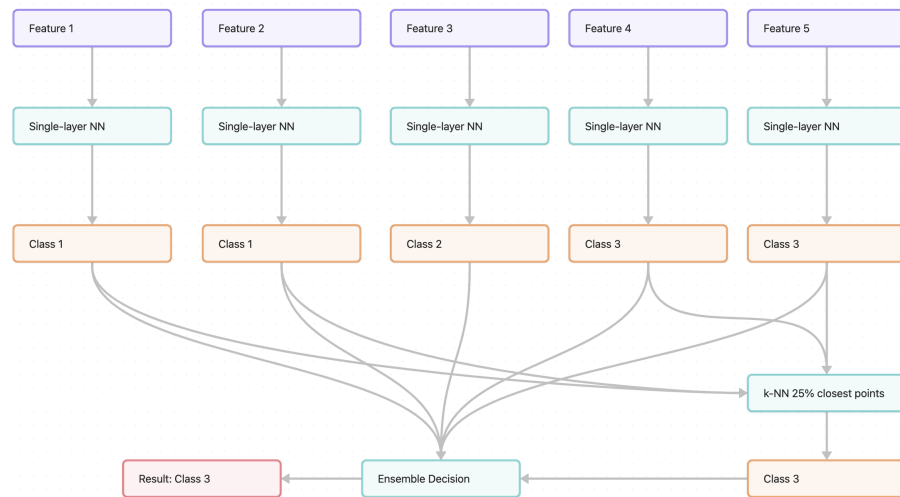 Feature 1
Feature 2
Feature 3
Feature 4
Feature 5
Single-layer NN
Single-layer NN
Single-layer NN
Single-layer NN
Single-layer NN
Class 1
Class 1
Class 2
Class 3
Class 3
k-NN 25% closest points
Result: Class 3
Ensemble Decision
Class 3